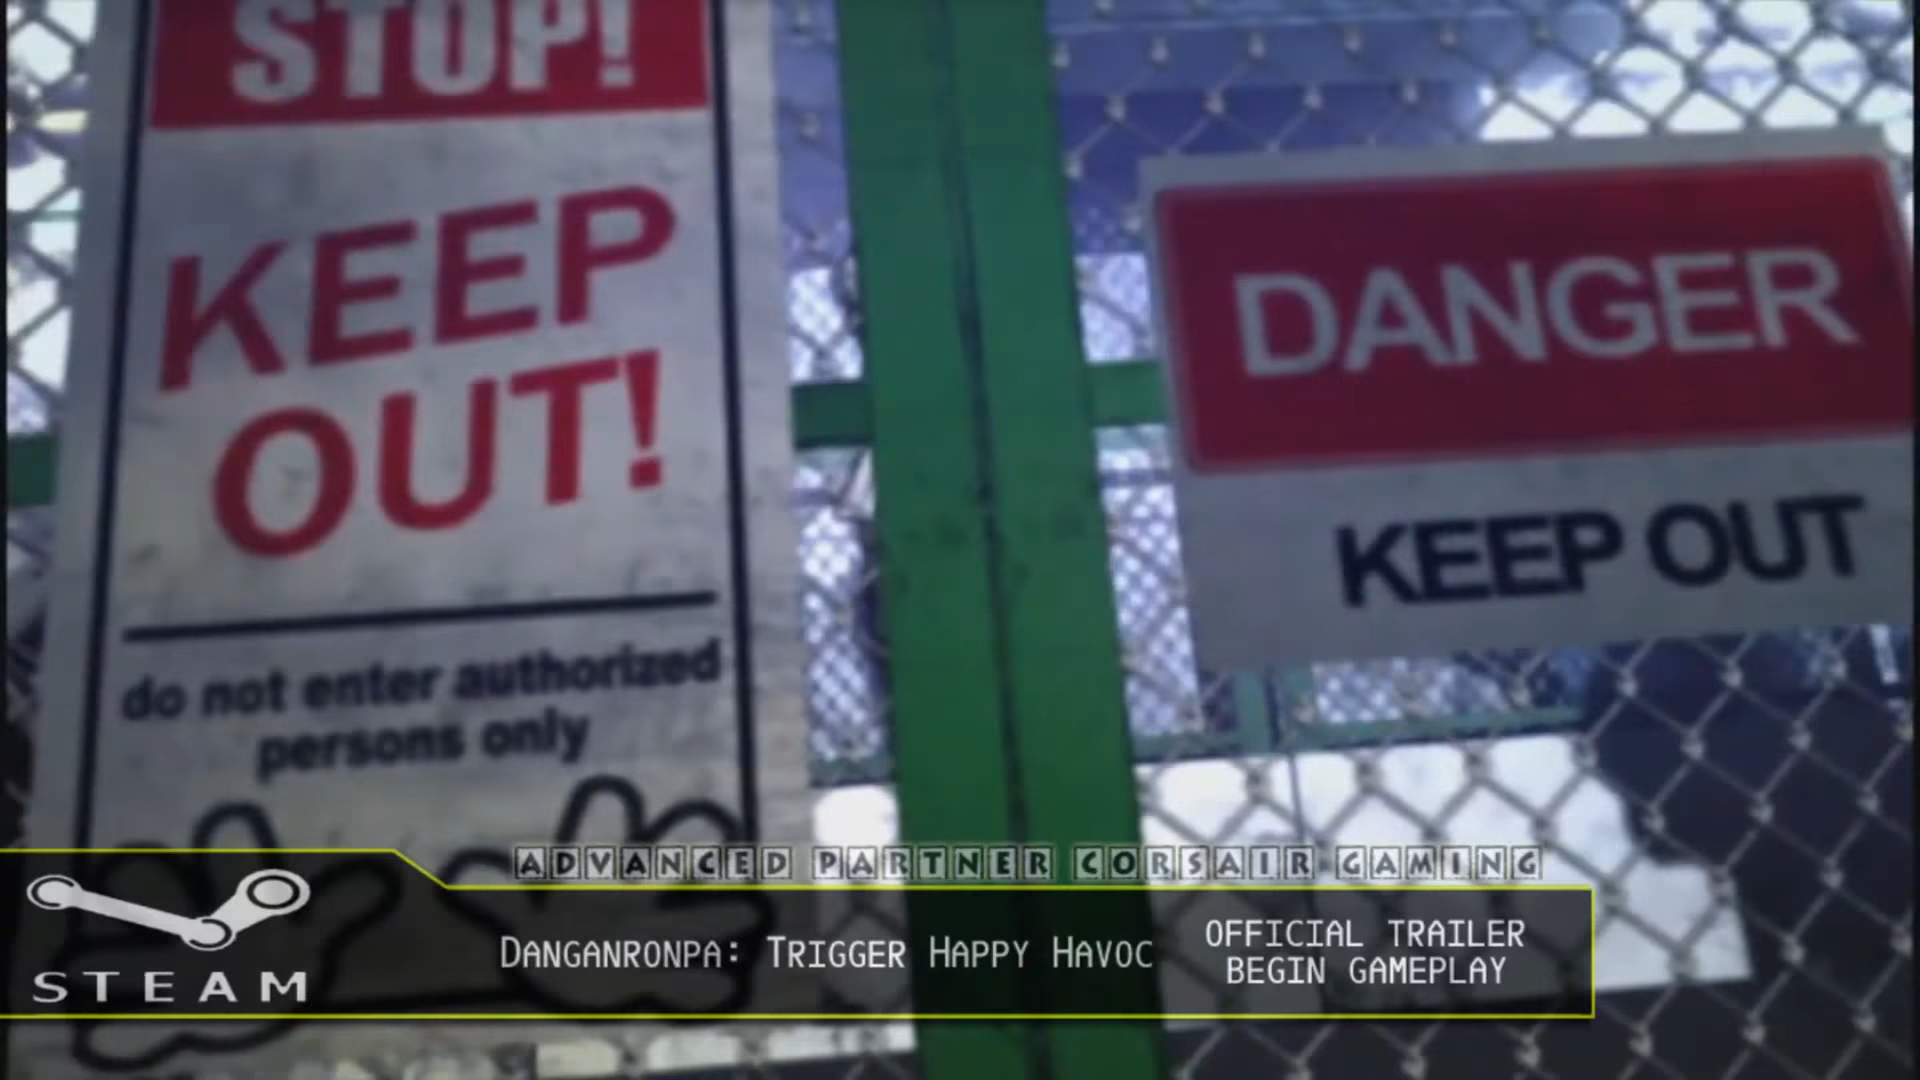 STOP!
KEEP
OUT!
do not enter authorized
persons only
DANGER
KEEP OUT
ADVANCED PARTNER CORSAIR GAMING
STEAM
DANGANRONPA: TRIGGER HAPPY HAVOC
OFFICIAL TRAILER
BEGIN GAMEPLAY